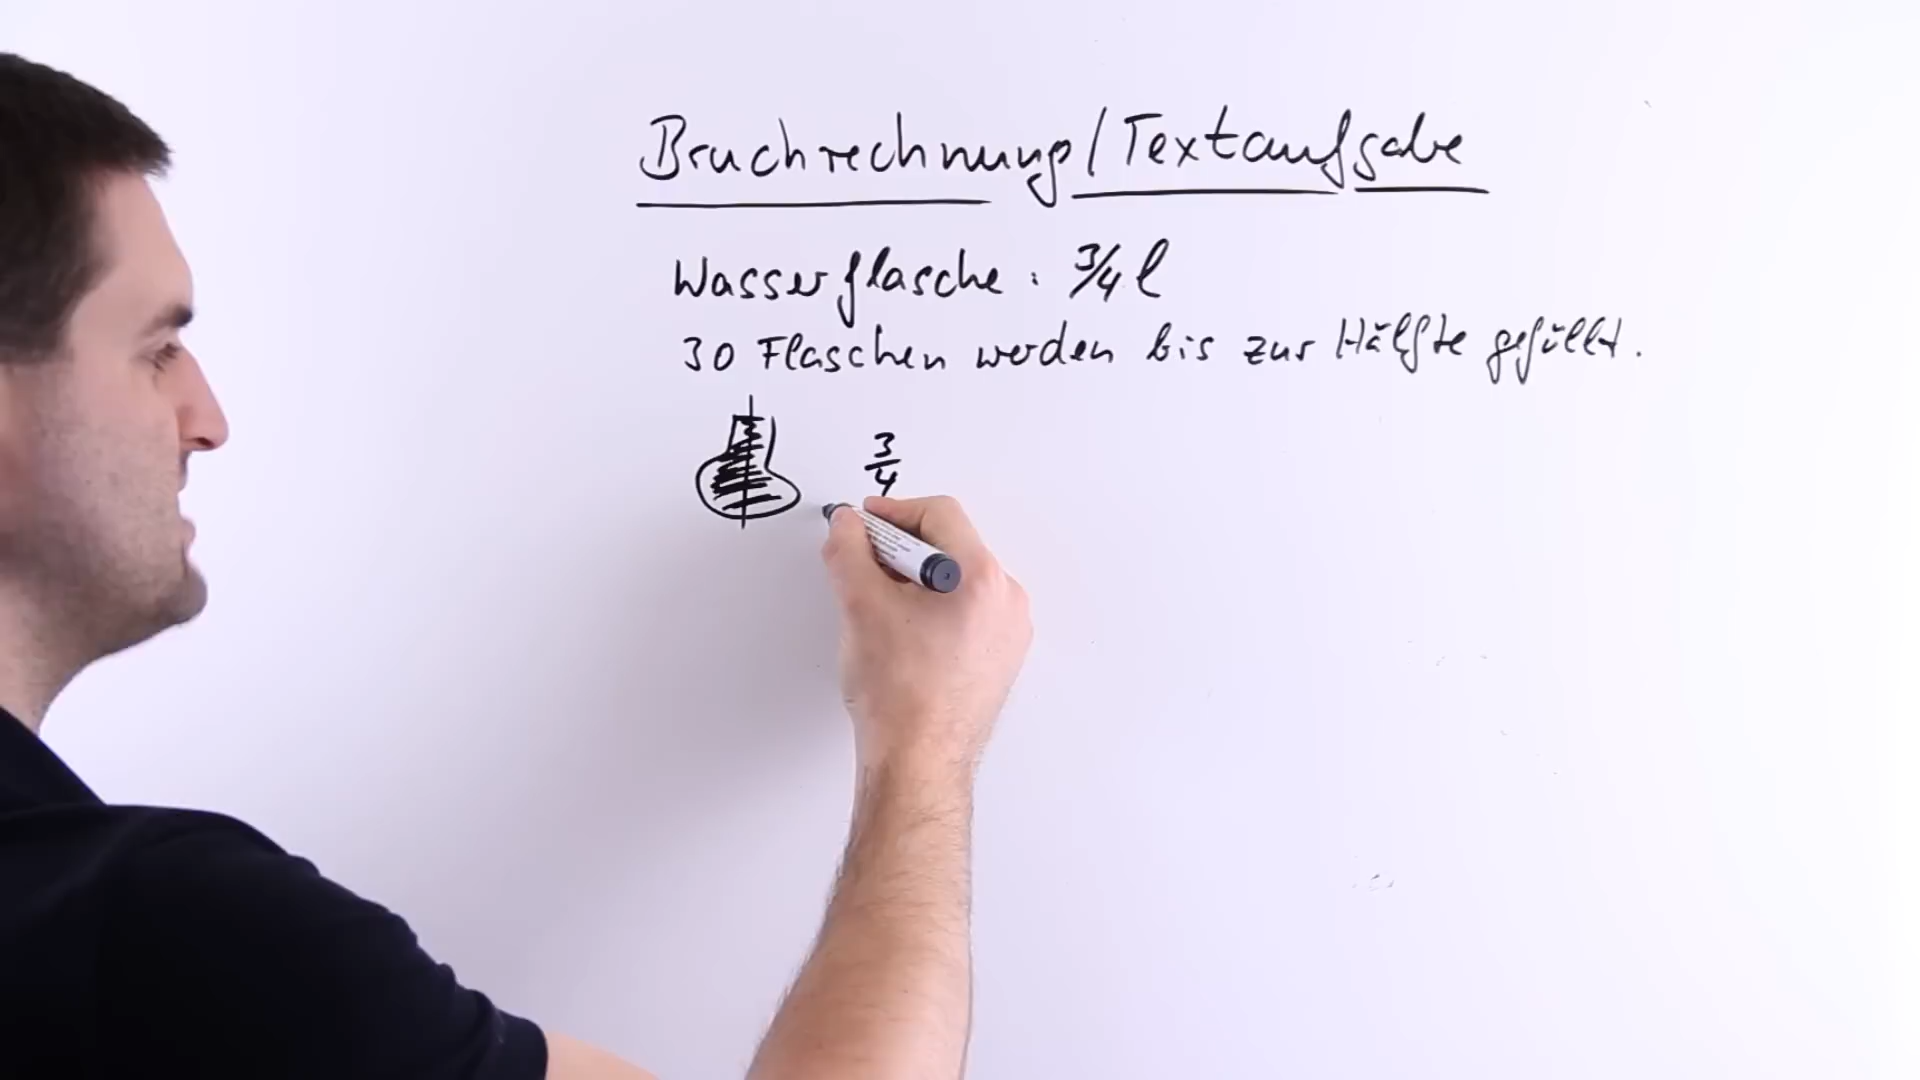 Bruchrechnung/Textaufgabe
Wasserflasche: 3/4 l
30 Flaschen werden bis zur Hälfte gefüllt.
3
4